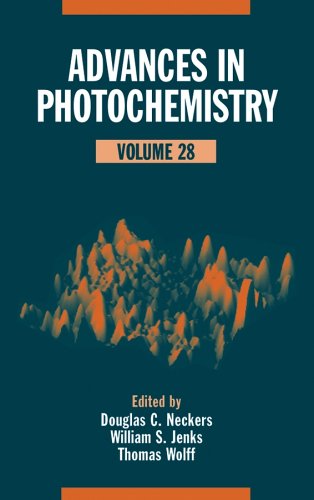 ADVANCES IN
PHOTOCHEMISTRY
VOLUME 28
Edited by
Douglas C. Neckers
William S. Jenks
Thomas Wolff